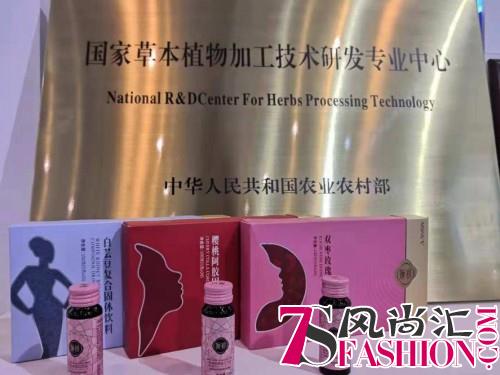 国家草本植物加工技术研发专业中心
National R&DCenter For Herbs Processing Technology
中华人民共和国农业农村部
白芸豆复合固体饮料
樱桃阿胶
双枣玫瑰
7S风尚汇
FASHION.COM